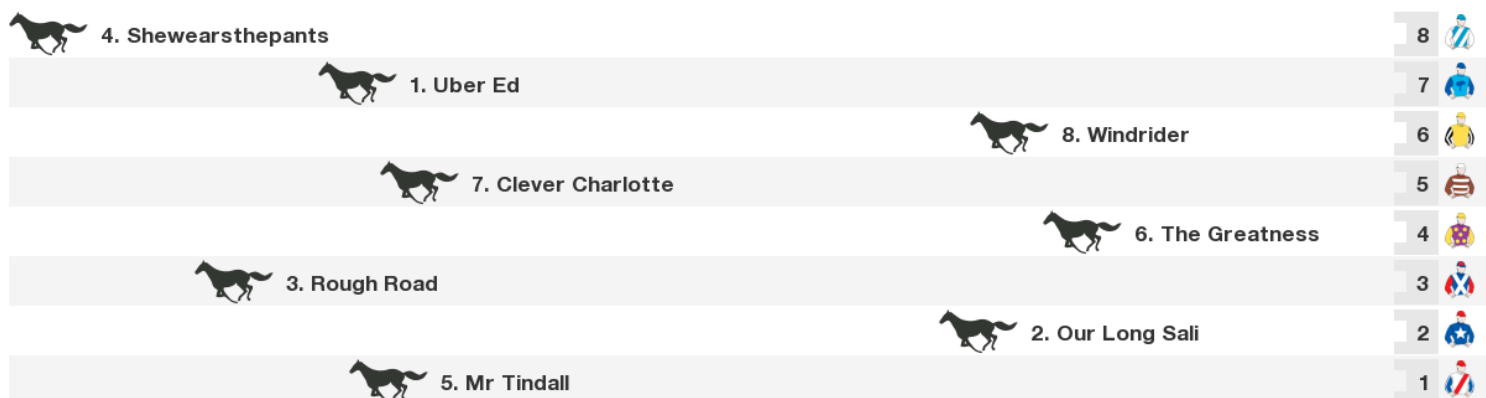 4. Shewearsthepants 8
1. Uber Ed 7
8. Windrider 6
7. Clever Charlotte 5
6. The Greatness 4
3. Rough Road 3
2. Our Long Sali 2
5. Mr Tindall 1